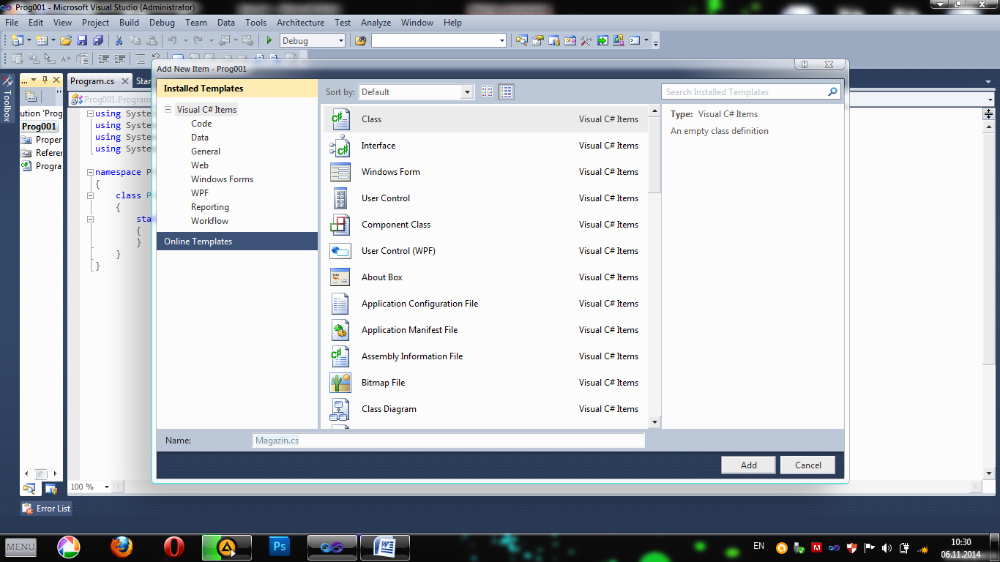 Prog001 - Microsoft Visual Studio (Administrator)
File Edit View Project Build Debug Team Data Tools Architecture Test Analyze Window Help
Debug
Toolbox
...
ution 'Prog
Prog001
Proper
Referer
Progra
Program.cs
Star
Prog001.Program
using System
using System
using System
using System
namespace P
{
class P
{
sta
{
}
}
}
100 %
Error List
Add New Item - Prog001
Installed Templates
Visual C# Items
Code
Data
General
Web
Windows Forms
WPF
Reporting
Workflow
Online Templates
Sort by: Default
Search Installed Templates
Class Visual C# Items
Interface Visual C# Items
Windows Form Visual C# Items
User Control Visual C# Items
Component Class Visual C# Items
User Control (WPF) Visual C# Items
About Box Visual C# Items
Application Configuration File Visual C# Items
Application Manifest File Visual C# Items
Assembly Information File Visual C# Items
Bitmap File Visual C# Items
Class Diagram Visual C# Items
Type: Visual C# Items
An empty class definition
Name: Magazin.cs
Add Cancel
MENU
Ps
EN
10:30
06.11.2014